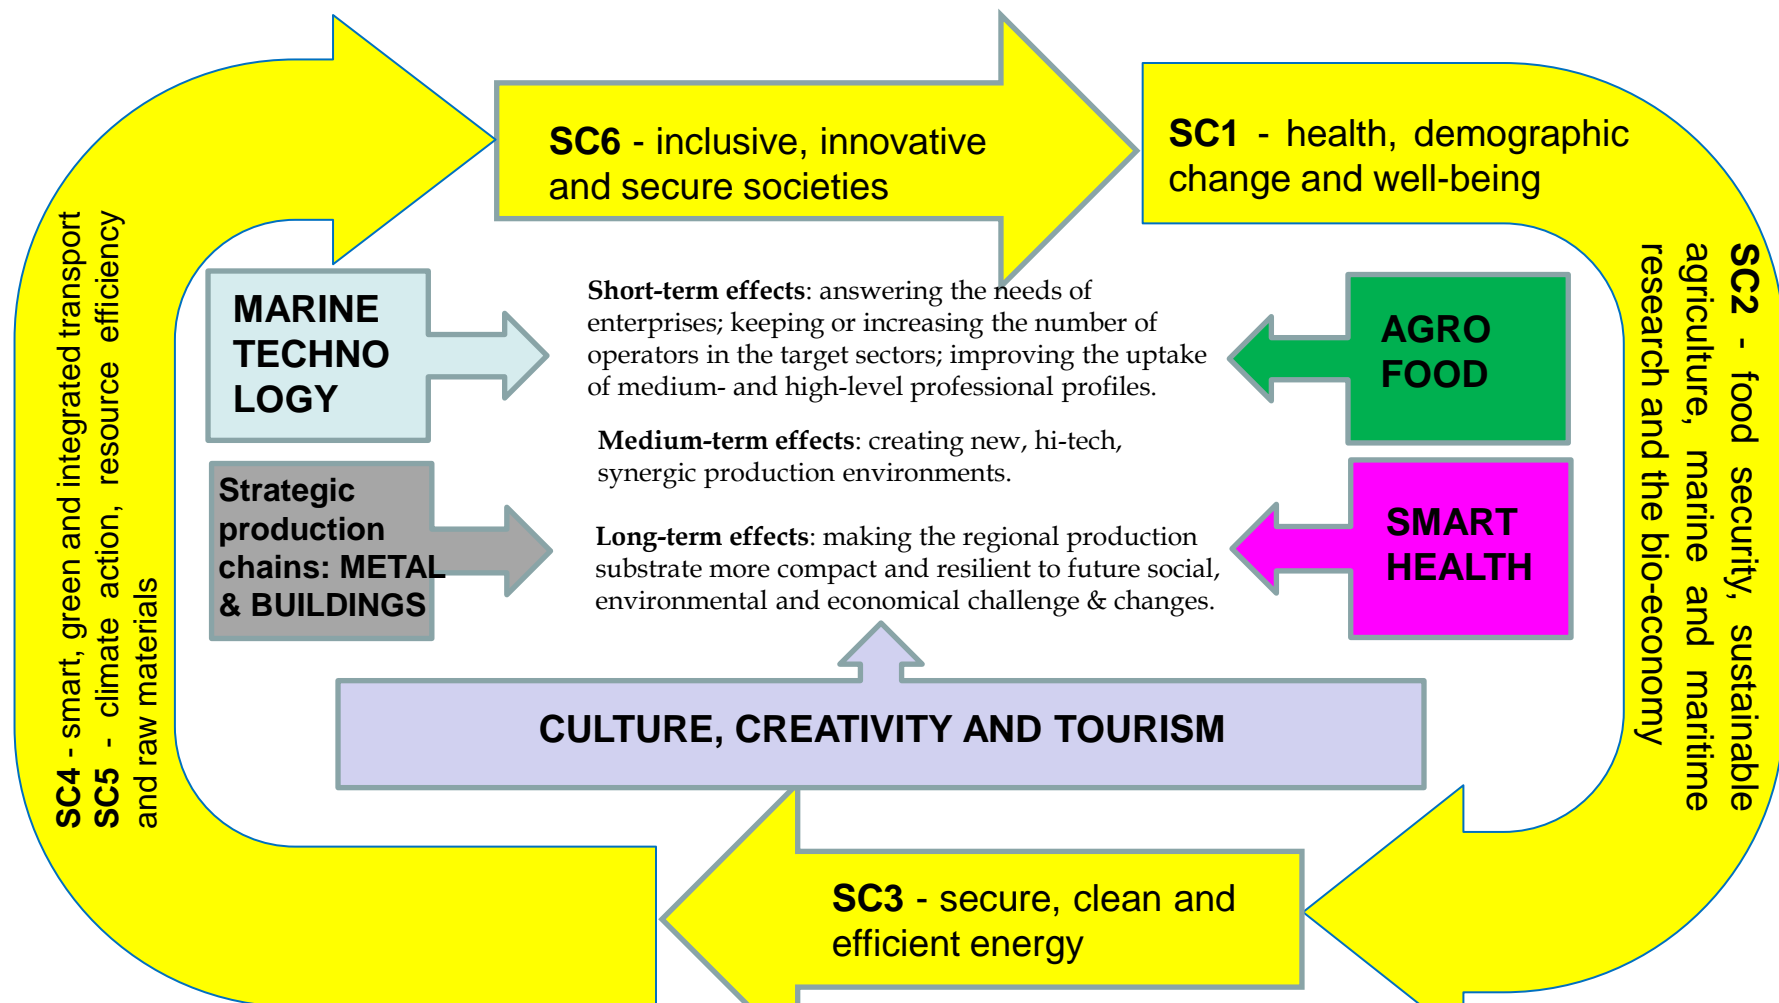 SC6 - inclusive, innovative
and secure societies
SC1 - health, demographic
change and well-being
SC4 - smart, green and integrated transport
SC5 - climate action, resource efficiency
and raw materials
MARINE
TECHNO
LOGY
Strategic
production
chains: METAL
& BUILDINGS
Short-term effects: answering the needs of
enterprises; keeping or increasing the number of
operators in the target sectors; improving the uptake
of medium- and high-level professional profiles.
Medium-term effects: creating new, hi-tech,
synergic production environments.
Long-term effects: making the regional production
substrate more compact and resilient to future social,
environmental and economical challenge & changes.
AGRO
FOOD
SMART
HEALTH
SC2 - food security, sustainable
agriculture, marine and maritime
research and the bio-economy
CULTURE, CREATIVITY AND TOURISM
SC3 - secure, clean and
efficient energy